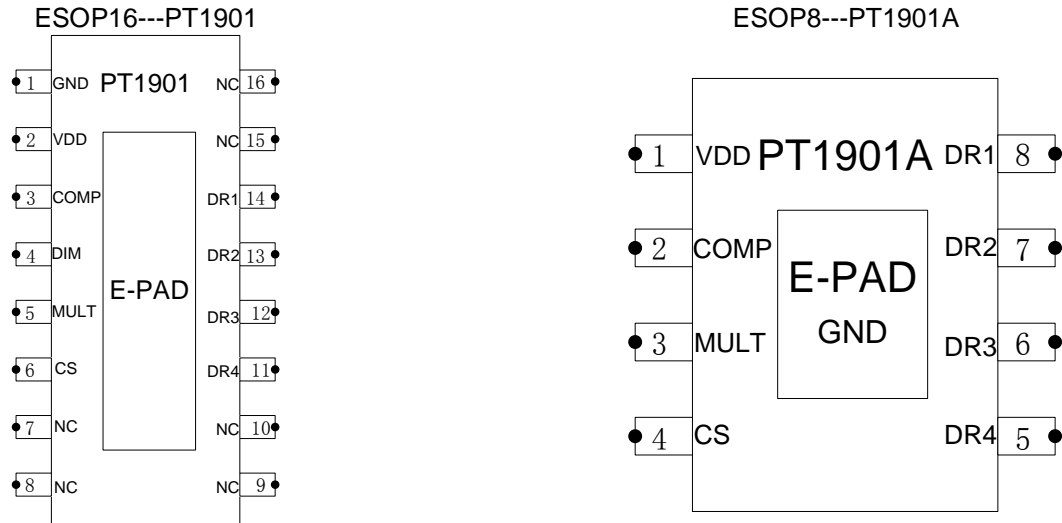 ESOP16---PT1901
PT1901
1 GND NC 16
2 VDD NC 15
3 COMP DR1 14
4 DIM DR2 13
E-PAD
5 MULT DR3 12
6 CS DR4 11
7 NC NC 10
8 NC NC 9
ESOP8---PT1901A
1 VDD PT1901A DR1 8
2 COMP DR2 7
E-PAD
GND
3 MULT DR3 6
4 CS DR4 5